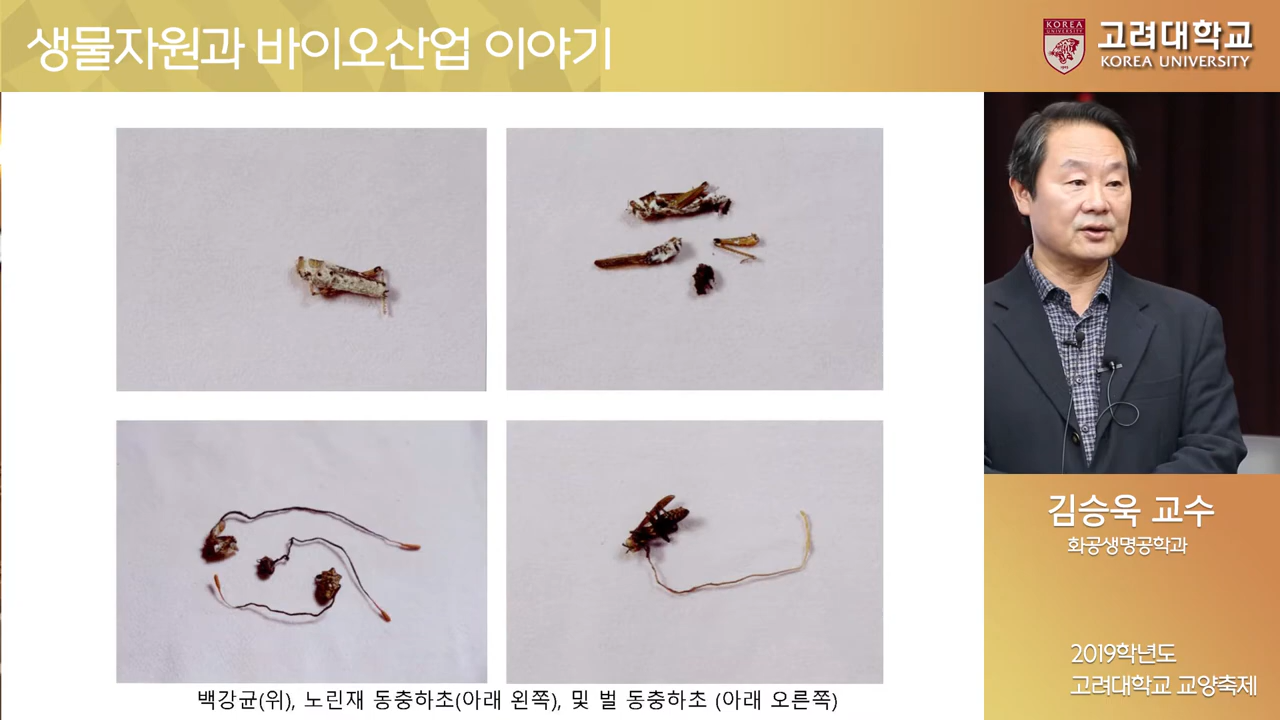 생물자원과 바이오산업 이야기
KOREA
UNIVERSITY
고려대학교
KOREA UNIVERSITY
백강균(위), 노린재 동충하초(아래 왼쪽), 및 벌 동충하초 (아래 오른쪽)
김승욱 교수
화공생명공학과
2019학년도
고려대학교 교양축제